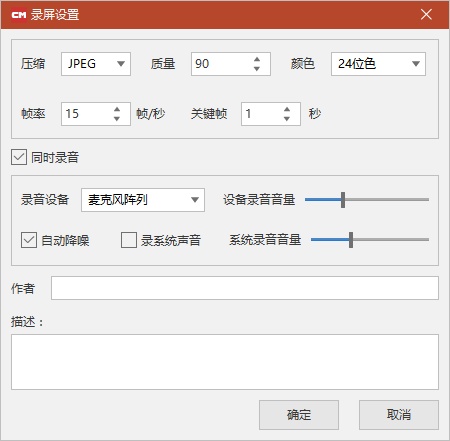 CM 录屏设置
压缩 JPEG 质量 90 颜色 24位色
帧率 15 帧/秒 关键帧 1 秒
同时录音
录音设备 麦克风阵列 设备录音音量
自动降噪 录系统声音 系统录音音量
作者
描述：
确定 取消